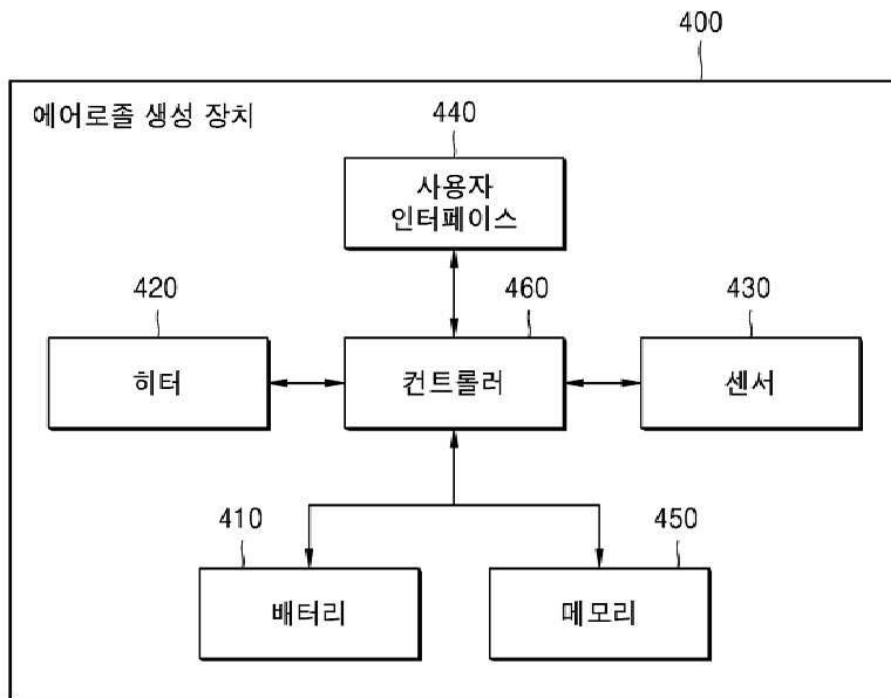 400
에어로졸 생성 장치
440
사용자
인터페이스
420
460
430
히터
컨트롤러
센서
410
450
배터리
메모리